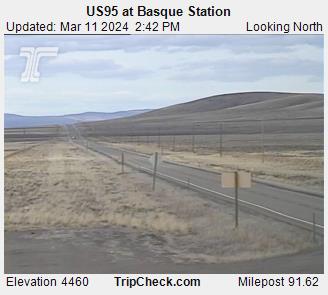 US95 at Basque Station
Updated: Mar 11 2024 2:42 PM Looking North
Elevation 4460 TripCheck.com Milepost 91.62